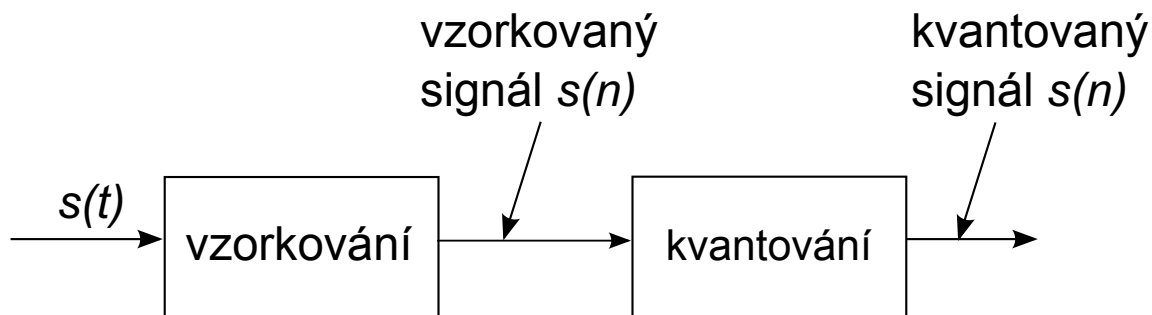 vzorkovaný
signál s(n)
kvantovaný
signál s(n)
s(t)
vzorkování
kvantování